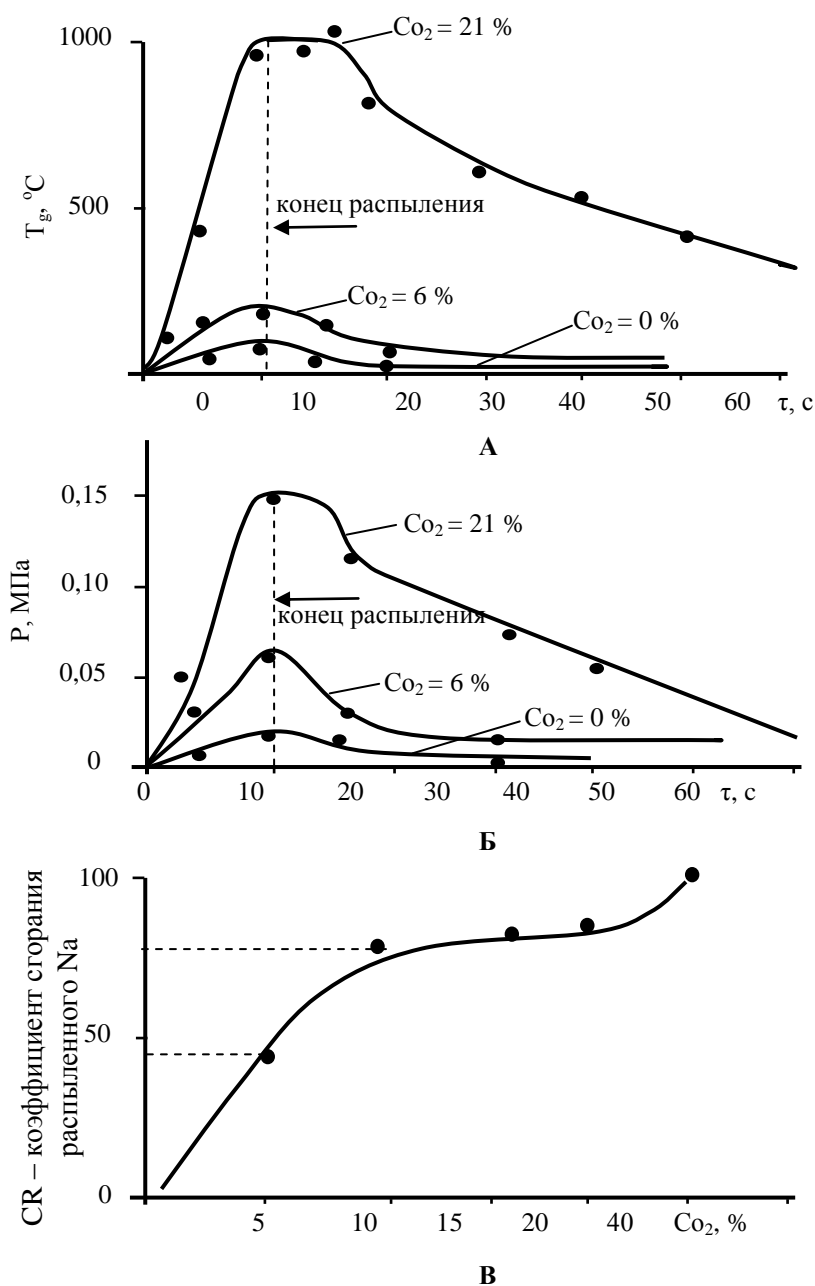 1000
Co₂ = 21 %
T_g, °C
500
конец распыления
Co₂ = 6 %
Co₂ = 0 %
0 10 20 30 40 50 60 τ, с
А
0,15
Co₂ = 21 %
0,10
P, МПа
конец распыления
0,05
Co₂ = 6 %
Co₂ = 0 %
0
0 10 20 30 40 50 60 τ, с
Б
100
CR – коэффициент сгорания
распыленного Na
50
0
5 10 15 20 40 Co₂, %
В